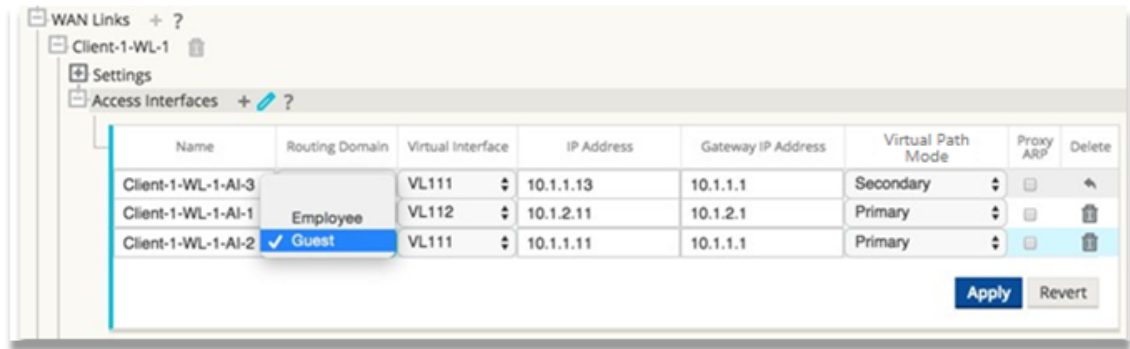 WAN Links + ?
Client-1-WL-1
Settings
Access Interfaces + ?
Name Routing Domain Virtual Interface IP Address Gateway IP Address Virtual Path Mode Proxy ARP Delete
Client-1-WL-1-AI-3 VL111 10.1.1.13 10.1.1.1 Secondary
Client-1-WL-1-AI-1 Employee VL112 10.1.2.11 10.1.2.1 Primary
Client-1-WL-1-AI-2 ✓ Guest VL111 10.1.1.11 10.1.1.1 Primary
Apply Revert